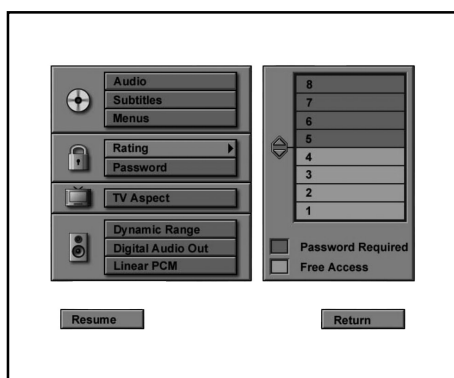 Audio
Subtitles
Menus
Rating
Password
TV Aspect
Dynamic Range
Digital Audio Out
Linear PCM
8
7
6
5
4
3
2
1
Password Required
Free Access
Resume
Return